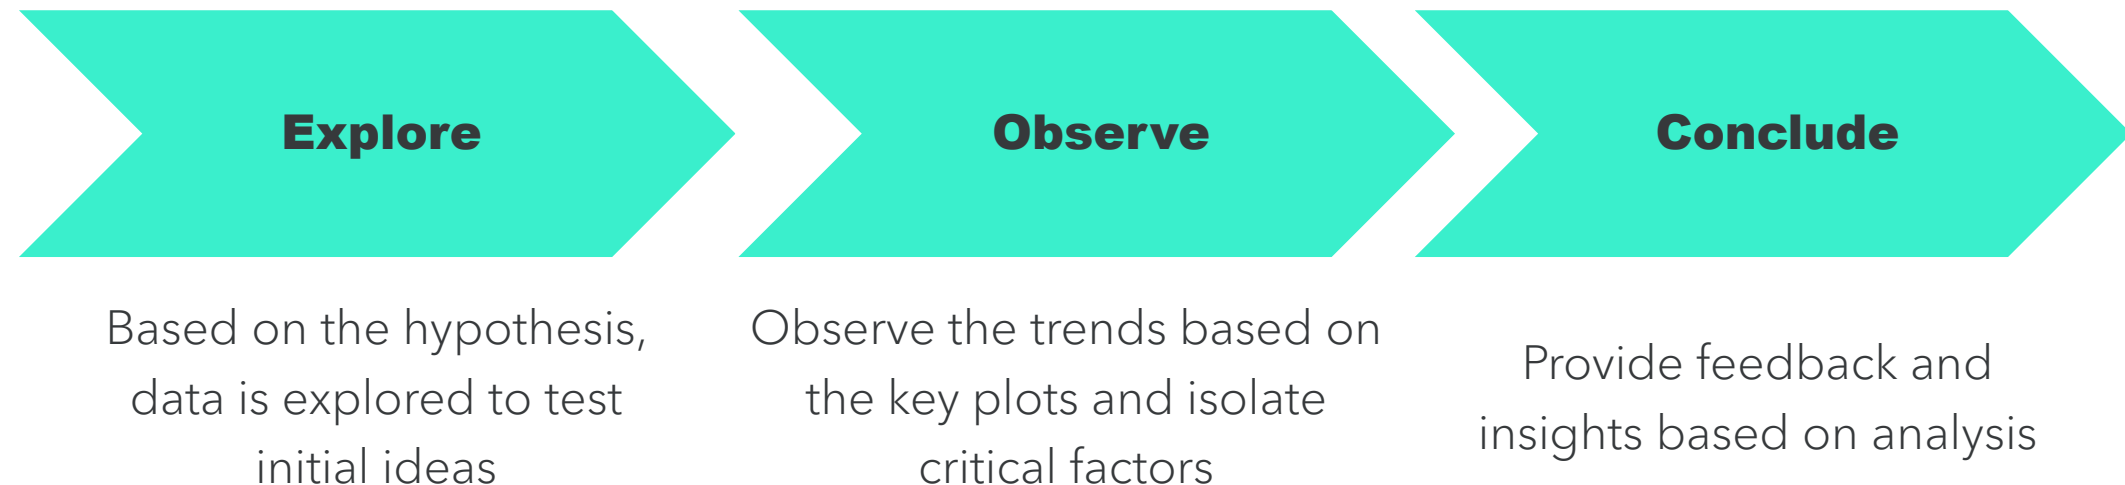 Explore
Based on the hypothesis,
data is explored to test
initial ideas
Observe
Observe the trends based on
the key plots and isolate
critical factors
Conclude
Provide feedback and
insights based on analysis